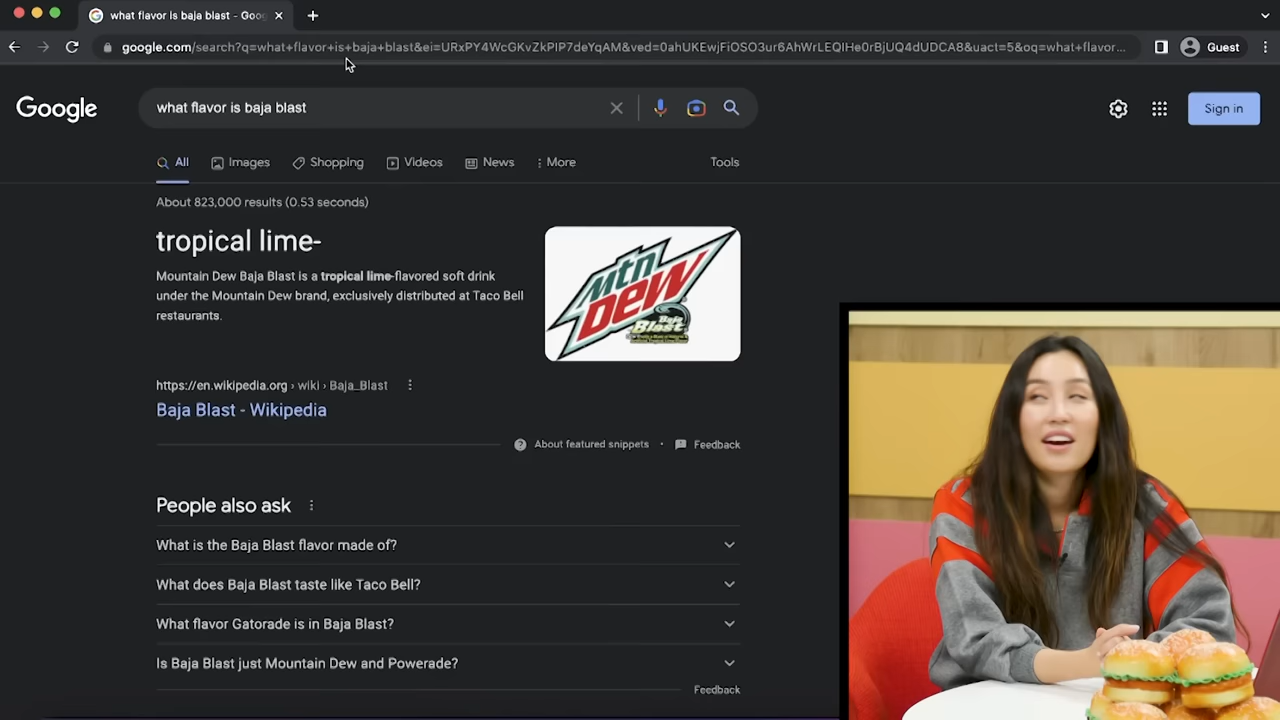 what flavor is baja blast - Goog
google.com/search?q=what+flavor+is+baja+blast&ei=URxPY4WcGKvZkPIP7deYqAM&ved=0ahUKEwjFiOSO3ur6AhWrLEQIHe0rBjUQ4dUDCA8&uact=5&oq=what+flavor...
Guest
Google
what flavor is baja blast
Sign in
All
Images
Shopping
Videos
News
More
Tools
About 823,000 results (0.53 seconds)
tropical lime-
Mountain Dew Baja Blast is a tropical lime-flavored soft drink
under the Mountain Dew brand, exclusively distributed at Taco Bell
restaurants.
Mtn
DEW
Baja
Blast
https://en.wikipedia.org › wiki › Baja_Blast
Baja Blast - Wikipedia
About featured snippets
Feedback
People also ask
What is the Baja Blast flavor made of?
What does Baja Blast taste like Taco Bell?
What flavor Gatorade is in Baja Blast?
Is Baja Blast just Mountain Dew and Powerade?
Feedback